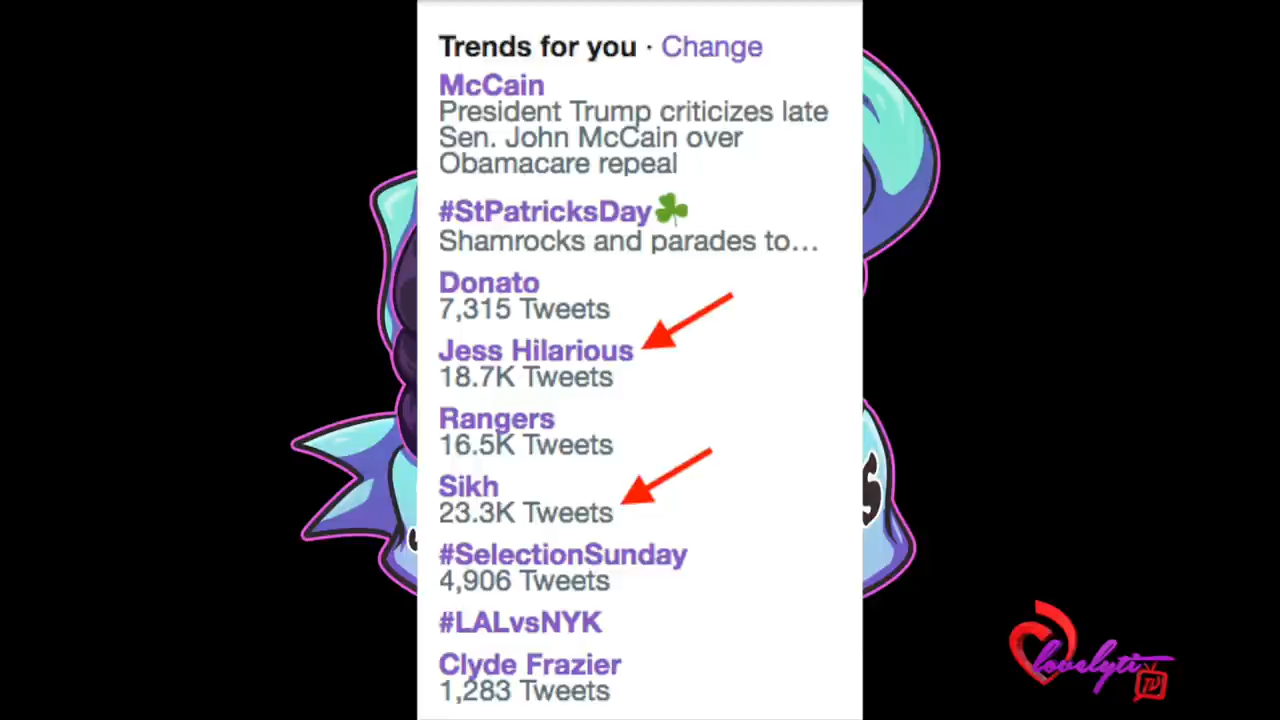 Trends for you · Change
McCain
President Trump criticizes late
Sen. John McCain over
Obamacare repeal
#StPatricksDay☘️
Shamrocks and parades to…
Donato
7,315 Tweets
Jess Hilarious
18.7K Tweets
Rangers
16.5K Tweets
Sikh
23.3K Tweets
#SelectionSunday
4,906 Tweets
#LALvsNYK
Clyde Frazier
1,283 Tweets
lovelyti
TV